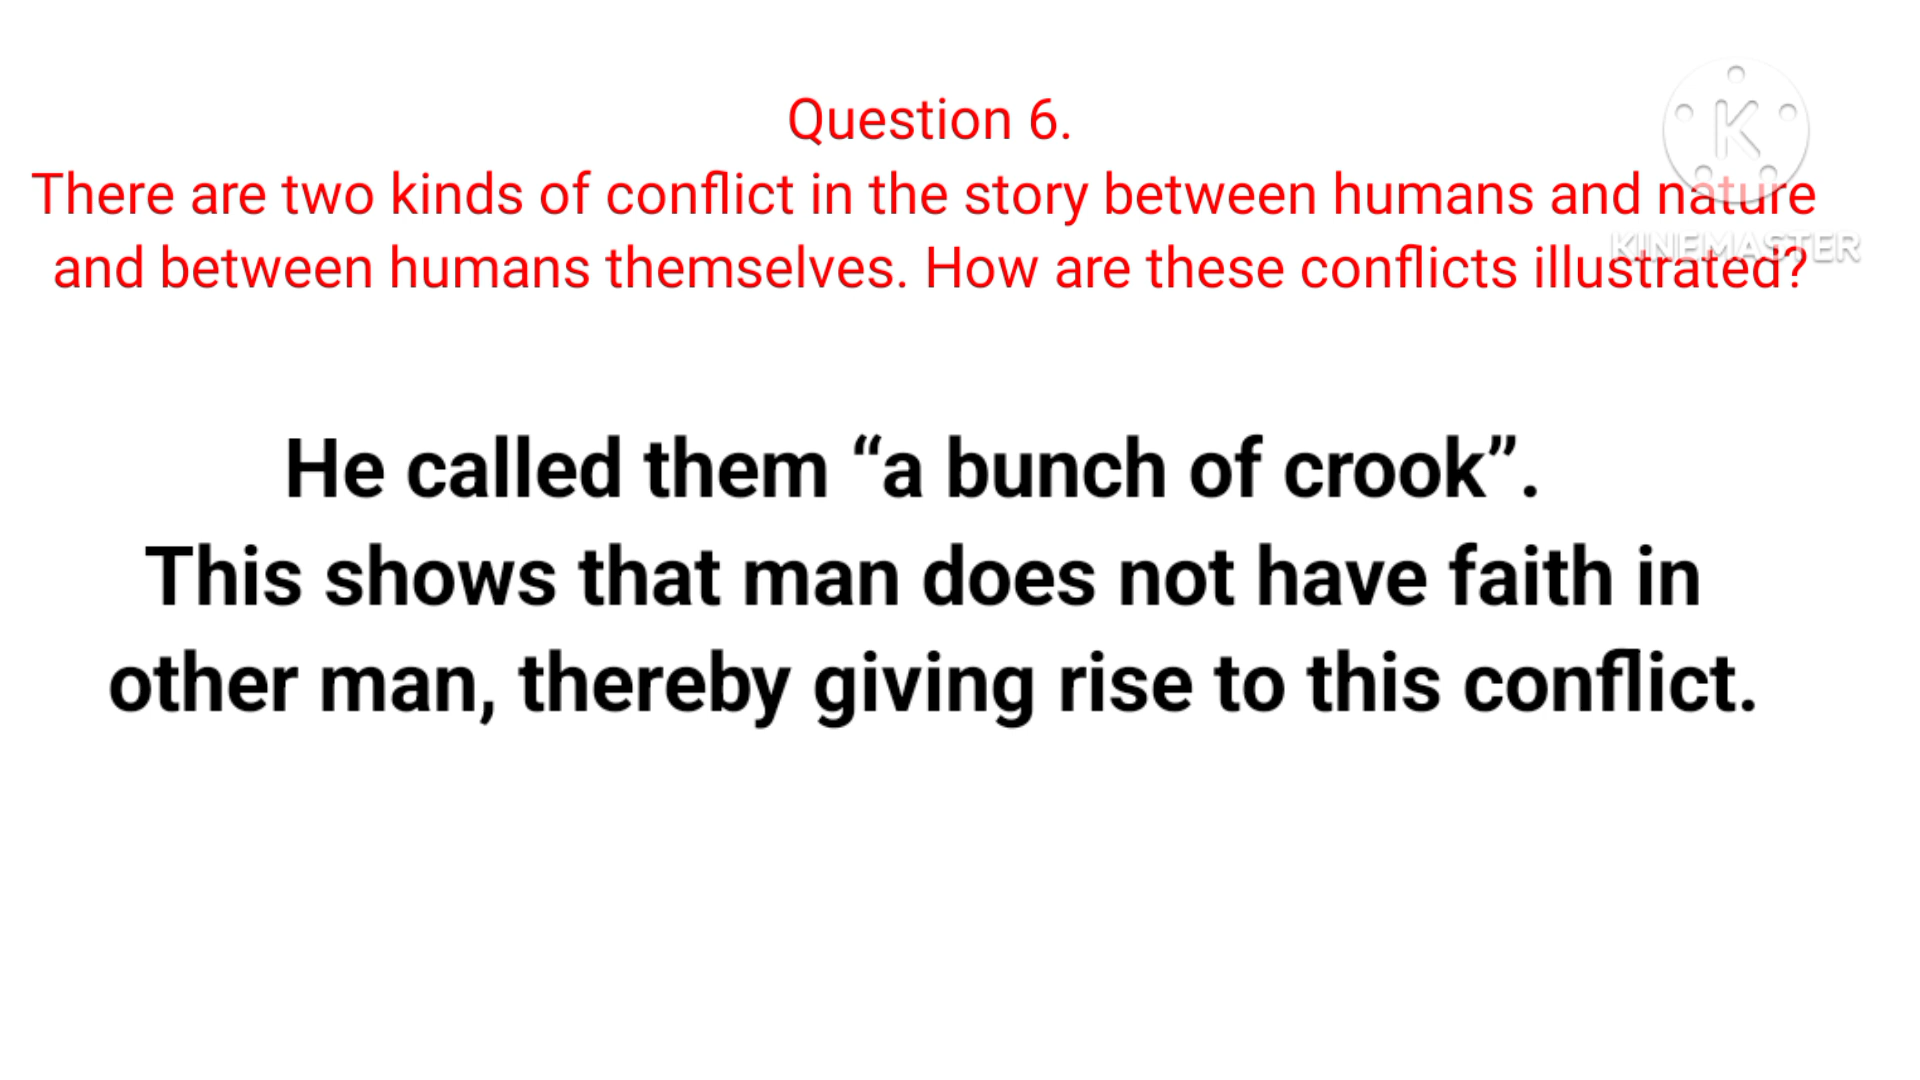 Question 6.
There are two kinds of conflict in the story between humans and nature
and between humans themselves. How are these conflicts illustrated?
K
KINEMASTER
He called them “a bunch of crook”.
This shows that man does not have faith in
other man, thereby giving rise to this conflict.